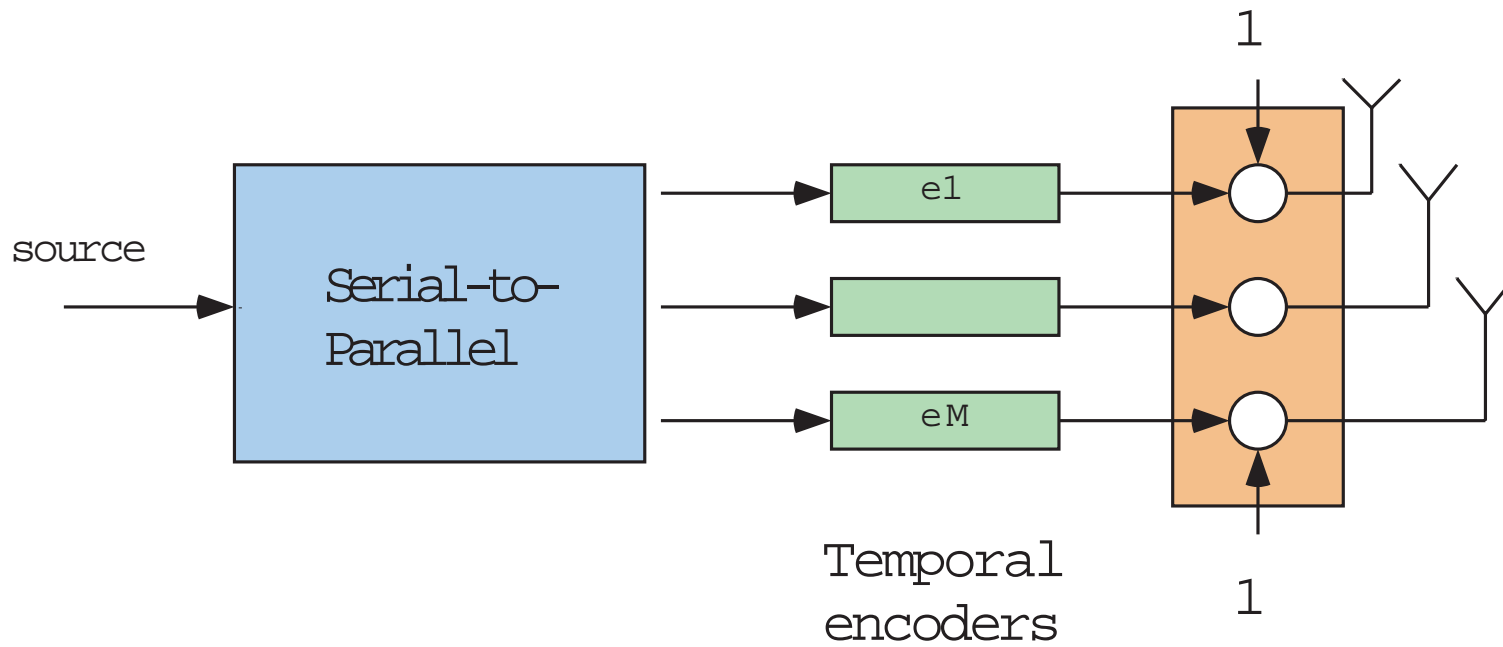 1
source
Serial-to-
Parallel
e1
eM
Temporal
encoders
1